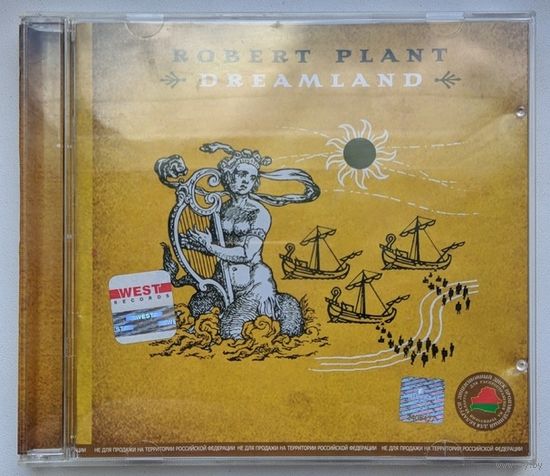 ROBERT PLANT
DREAMLAND
WEST
RECORDS
WEST
НЕ ДЛЯ ПРОДАЖИ НА ТЕРРИТОРИИ РОССИЙСКОЙ ФЕДЕРАЦИИ НЕ ДЛЯ ПРОДАЖИ НА ТЕРРИТОРИИ РОССИЙСКОЙ ФЕДЕРАЦИИ НЕ ДЛЯ ПРОДАЖИ НА ТЕРРИТОРИИ РОССИЙСКОЙ ФЕДЕРАЦИИ